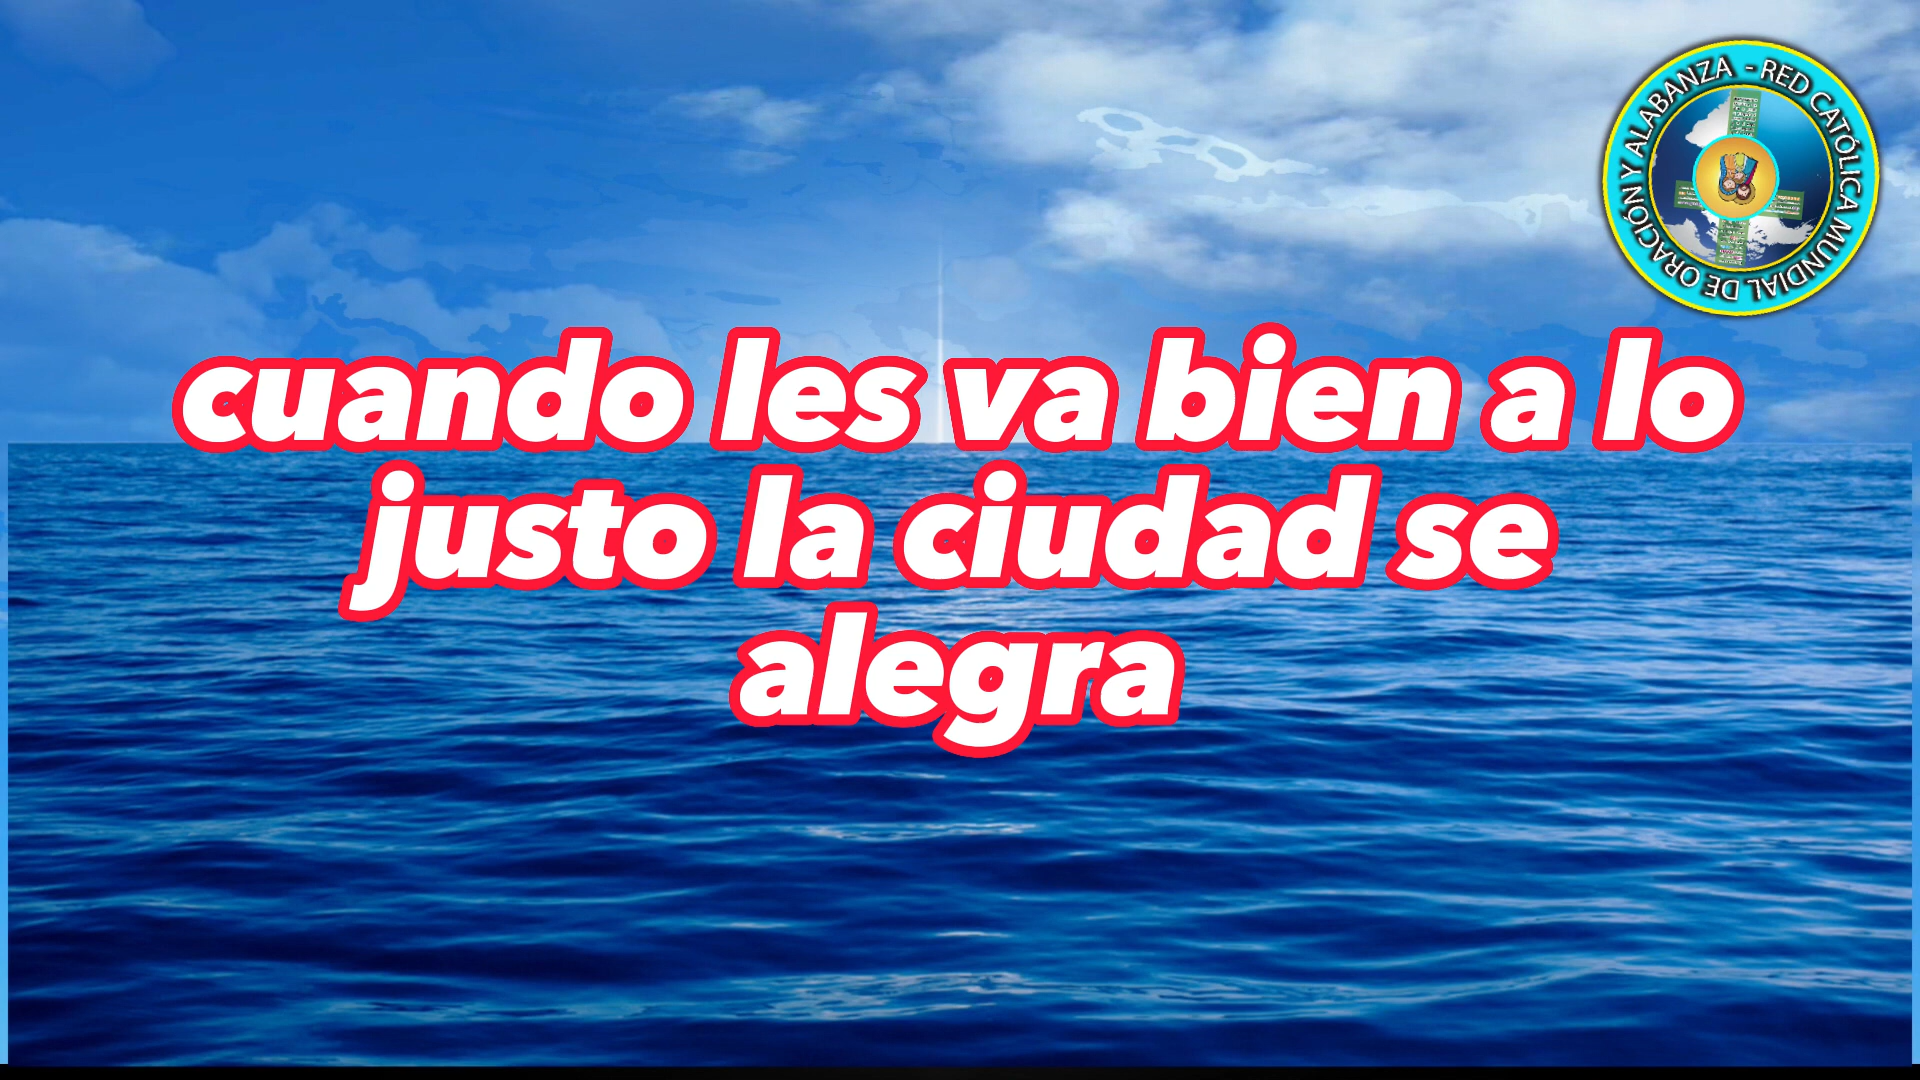 RED CATÓLICA MUNDIAL DE ORACIÓN Y ALABANZA -
cuando les va bien a lo
justo la ciudad se
alegra